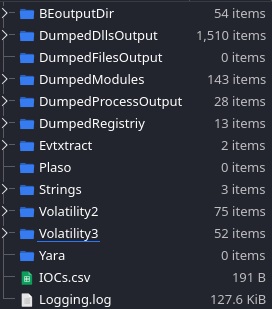 BEoutputDir 54 items
DumpedDllsOutput 1,510 items
DumpedFilesOutput 0 items
DumpedModules 143 items
DumpedProcessOutput 28 items
DumpedRegistriy 13 items
Evtxtract 2 items
Plaso 0 items
Strings 3 items
Volatility2 75 items
Volatility3 52 items
Yara 0 items
IOCs.csv 191 B
Logging.log 127.6 KiB